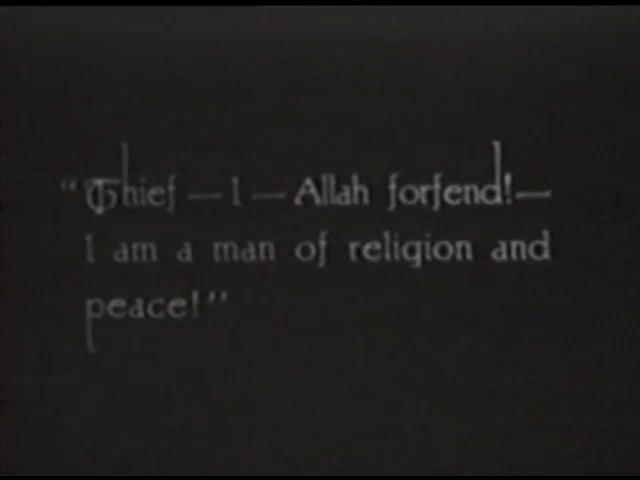 "Thief — I — Allah forfend! —
I am a man of religion and
peace!"